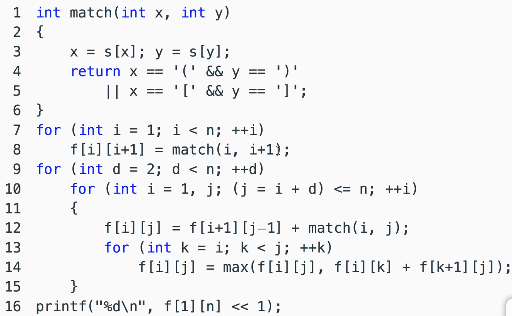 1 int match(int x, int y)
2 {
3     x = s[x]; y = s[y];
4     return x == '(' && y == ')'
5         || x == '[' && y == ']';
6 }
7 for (int i = 1; i < n; ++i)
8     f[i][i+1] = match(i, i+1);
9 for (int d = 2; d < n; ++d)
10     for (int i = 1, j; (j = i + d) <= n; ++i)
11     {
12         f[i][j] = f[i+1][j-1] + match(i, j);
13         for (int k = i; k < j; ++k)
14             f[i][j] = max(f[i][j], f[i][k] + f[k+1][j]);
15     }
16 printf("%d\n", f[1][n] << 1);